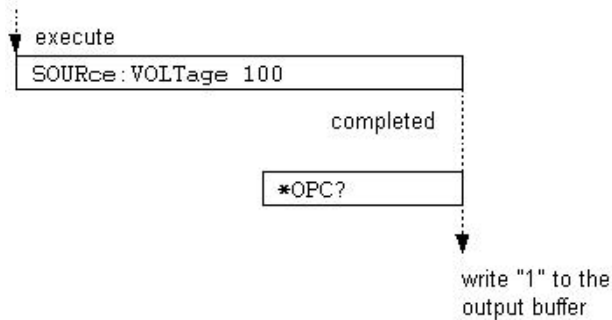 execute
SOURce:VOLTage 100
completed
*OPC?
write "1" to the
output buffer